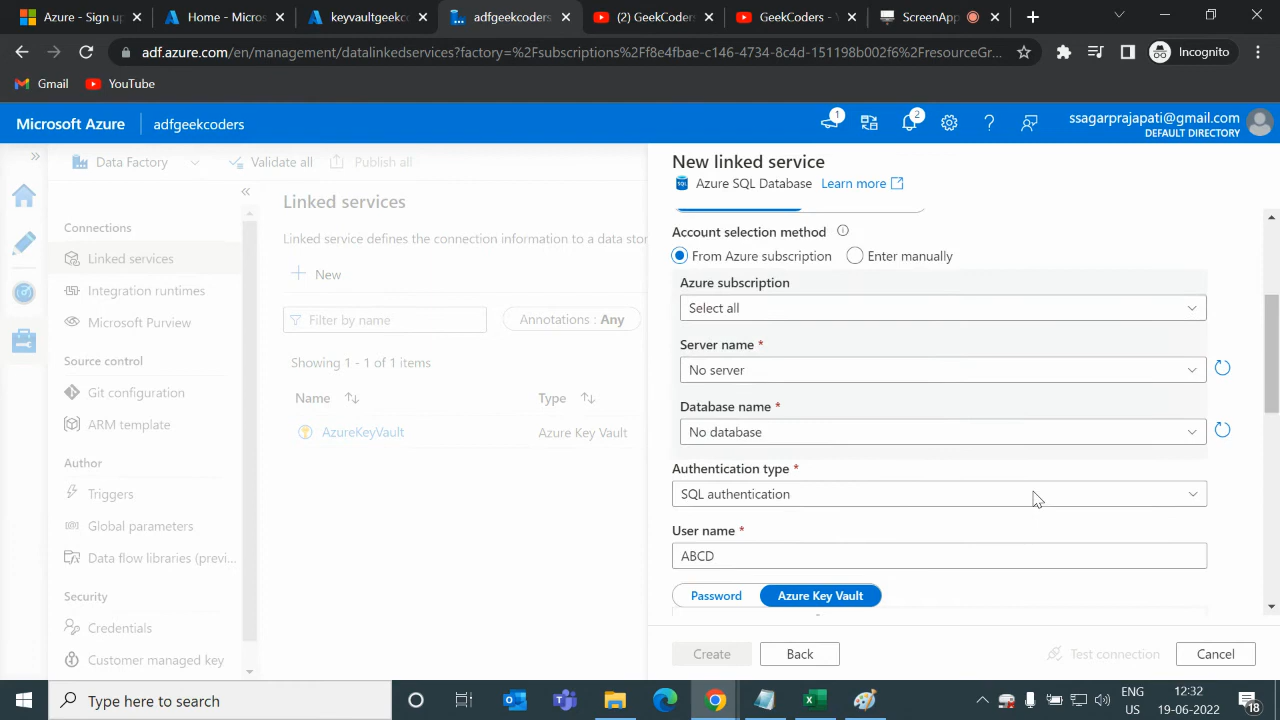 Azure - Sign up
Home - Micros
keyvaultgeekc
adfgeekcoders
(2) GeekCoders
GeekCoders - Y
ScreenApp
adf.azure.com/en/management/datalinkedservices?factory=%2Fsubscriptions%2Ff8e4fbae-c146-4734-8c4d-151198b002f6%2FresourceGr...
Incognito
Gmail
YouTube
Microsoft Azure
adfgeekcoders
1
2
ssagarprajapati@gmail.com
DEFAULT DIRECTORY
Data Factory
Validate all
Publish all
Connections
Linked services
Integration runtimes
Microsoft Purview
Source control
Git configuration
ARM template
Author
Triggers
Global parameters
Data flow libraries (previ...
Security
Credentials
Customer managed key
Linked services
Linked service defines the connection information to a data stor
New
Filter by name
Annotations : Any
Showing 1 - 1 of 1 items
Name
Type
AzureKeyVault
Azure Key Vault
New linked service
Azure SQL Database
Learn more
Account selection method
From Azure subscription
Enter manually
Azure subscription
Select all
Server name *
No server
Database name *
No database
Authentication type *
SQL authentication
User name *
ABCD
Password
Azure Key Vault
Create
Back
Test connection
Cancel
Type here to search
ENG
US
12:32
19-06-2022
18